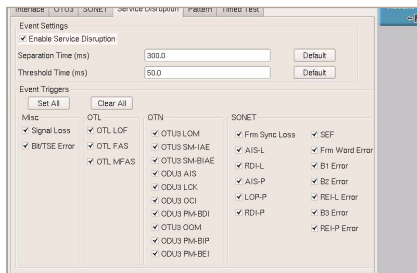 Interface OTU3 SONET Service Disruption Pattern Timed Test
Event Settings
Enable Service Disruption
Separation Time (ms) 300.0 Default
Threshold Time (ms) 50.0 Default
Event Triggers
Set All Clear All
Misc OTL OTN SONET
Signal Loss OTL LOF OTU3 LOM Frm Sync Loss SEF
Bit/TSE Error OTL FAS OTU3 SM-IAE AIS-L Frm Word Error
OTL MFAS OTU3 SM-BIAE RDI-L B1 Error
ODU3 AIS AIS-P B2 Error
ODU3 LCK LOP-P REI-L Error
ODU3 OCI RDI-P B3 Error
ODU3 PM-BDI REI-P Error
OTU3 OOM
ODU3 PM-BIP
ODU3 PM-BEI